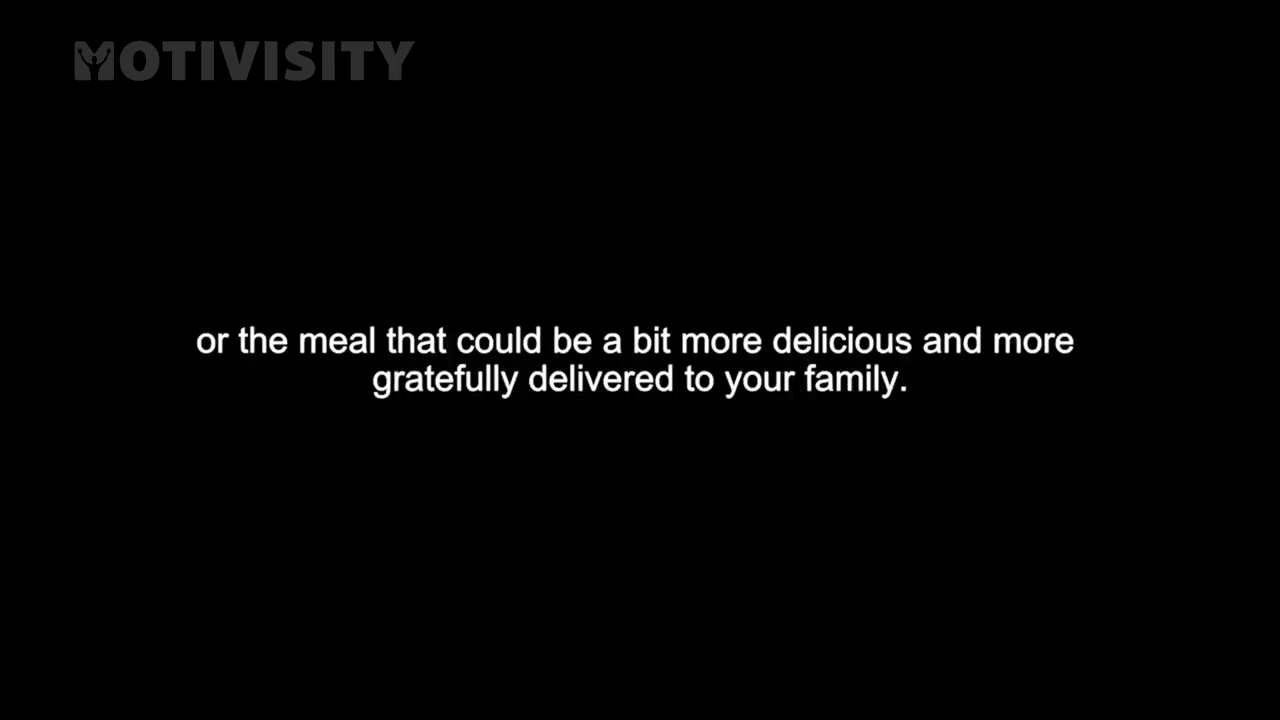 MOTIVISITY
or the meal that could be a bit more delicious and more
gratefully delivered to your family.